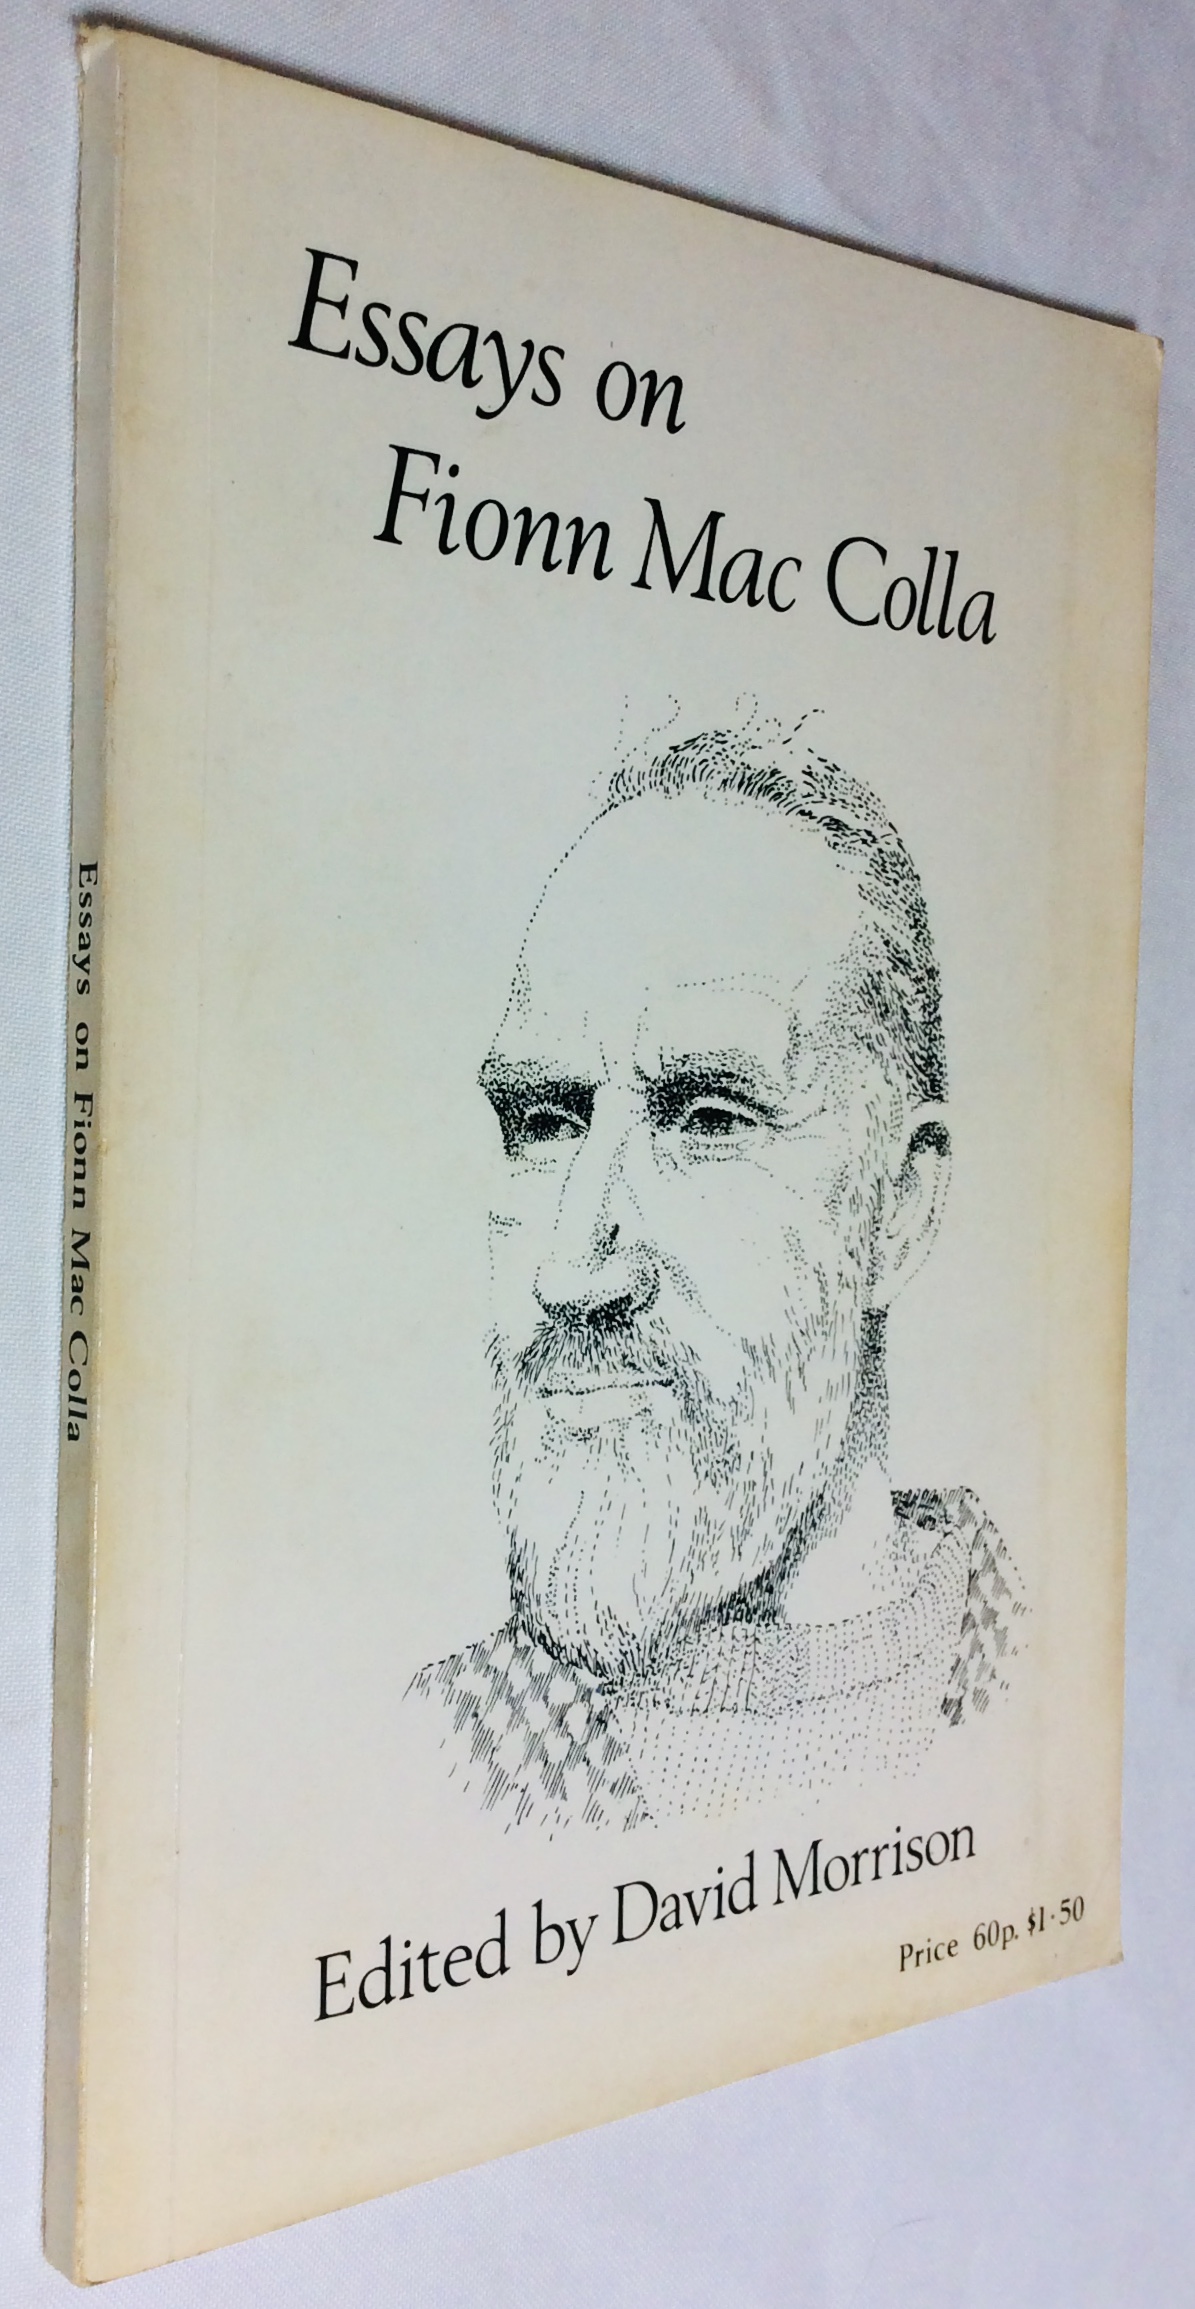 Essays on
Fionn Mac Colla
Edited by David Morrison
Price 60p. $1·50
Essays on Fionn Mac Colla